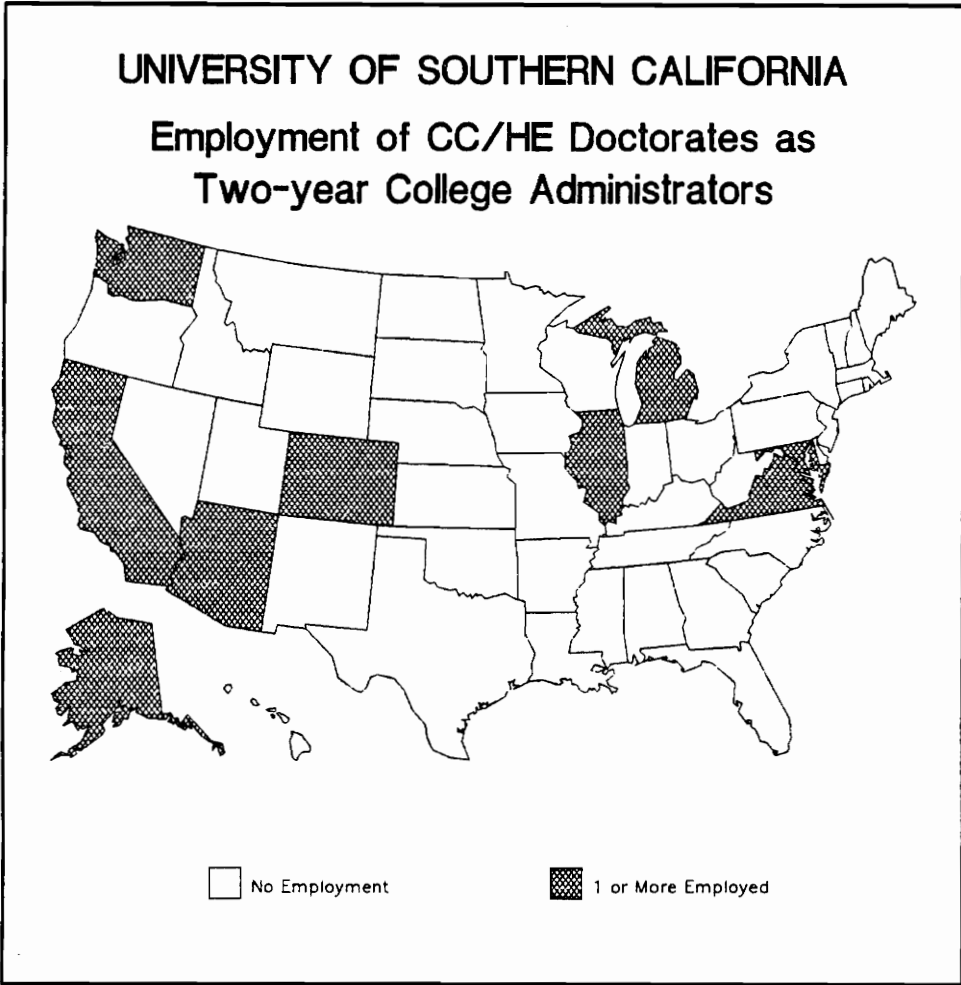 UNIVERSITY OF SOUTHERN CALIFORNIA
Employment of CC/HE Doctorates as
Two-year College Administrators
No Employment
1 or More Employed